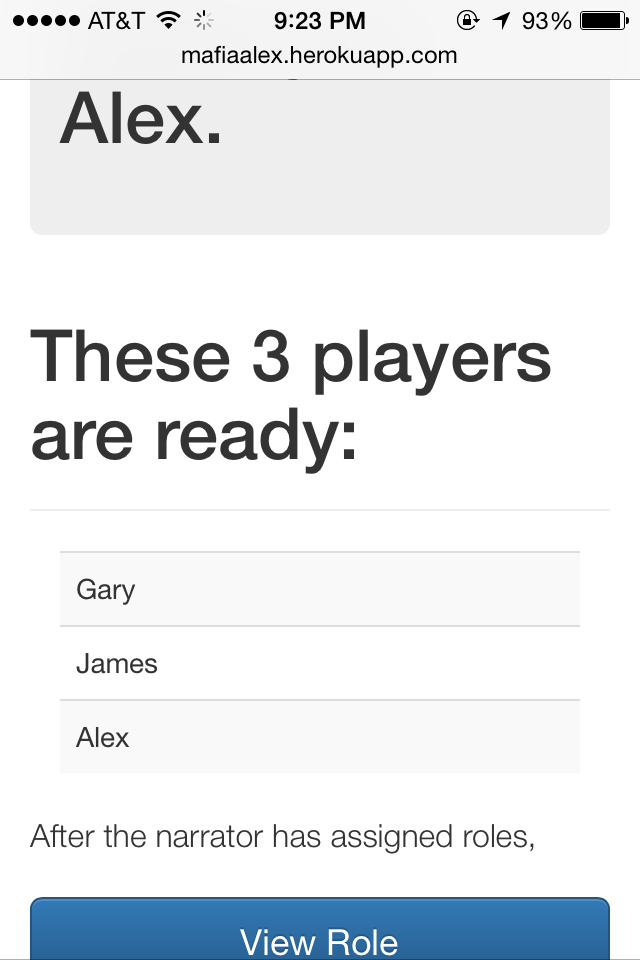 AT&T 9:23 PM 93%
mafiaalex.herokuapp.com
Alex.
These 3 players
are ready:
Gary
James
Alex
After the narrator has assigned roles,
View Role